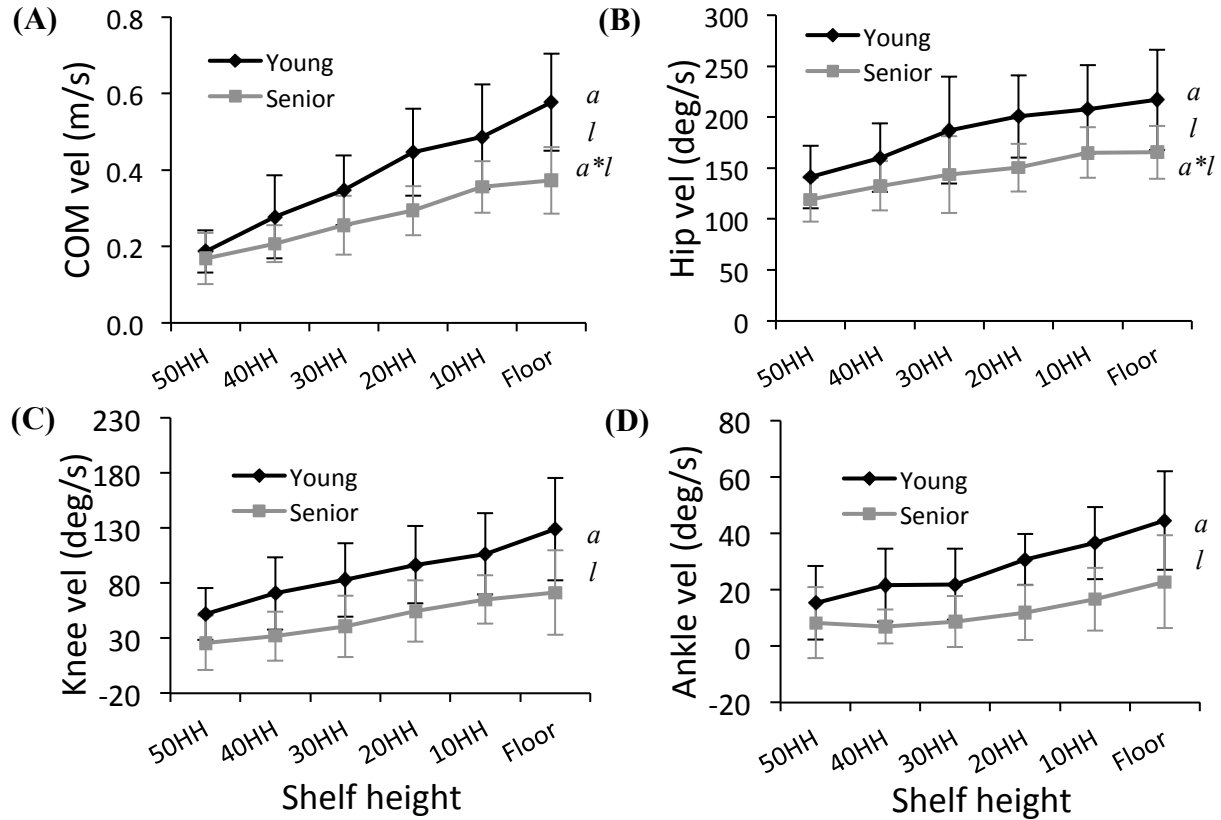 (A)
COM vel (m/s)
0.8
0.6
0.4
0.2
0.0
Young
Senior
a
l
a*l
50HH 40HH 30HH 20HH 10HH Floor
(B)
Hip vel (deg/s)
300
250
200
150
100
50
0
Young
Senior
a
l
50HH 40HH 30HH 20HH 10HH Floor
(C)
Knee vel (deg/s)
230
180
130
80
30
-20
Young
Senior
a
l
50HH 40HH 30HH 20HH 10HH Floor
Shelf height
(D)
Ankle vel (deg/s)
80
60
40
20
0
-20
Young
Senior
a
l
50HH 40HH 30HH 20HH 10HH Floor
Shelf height